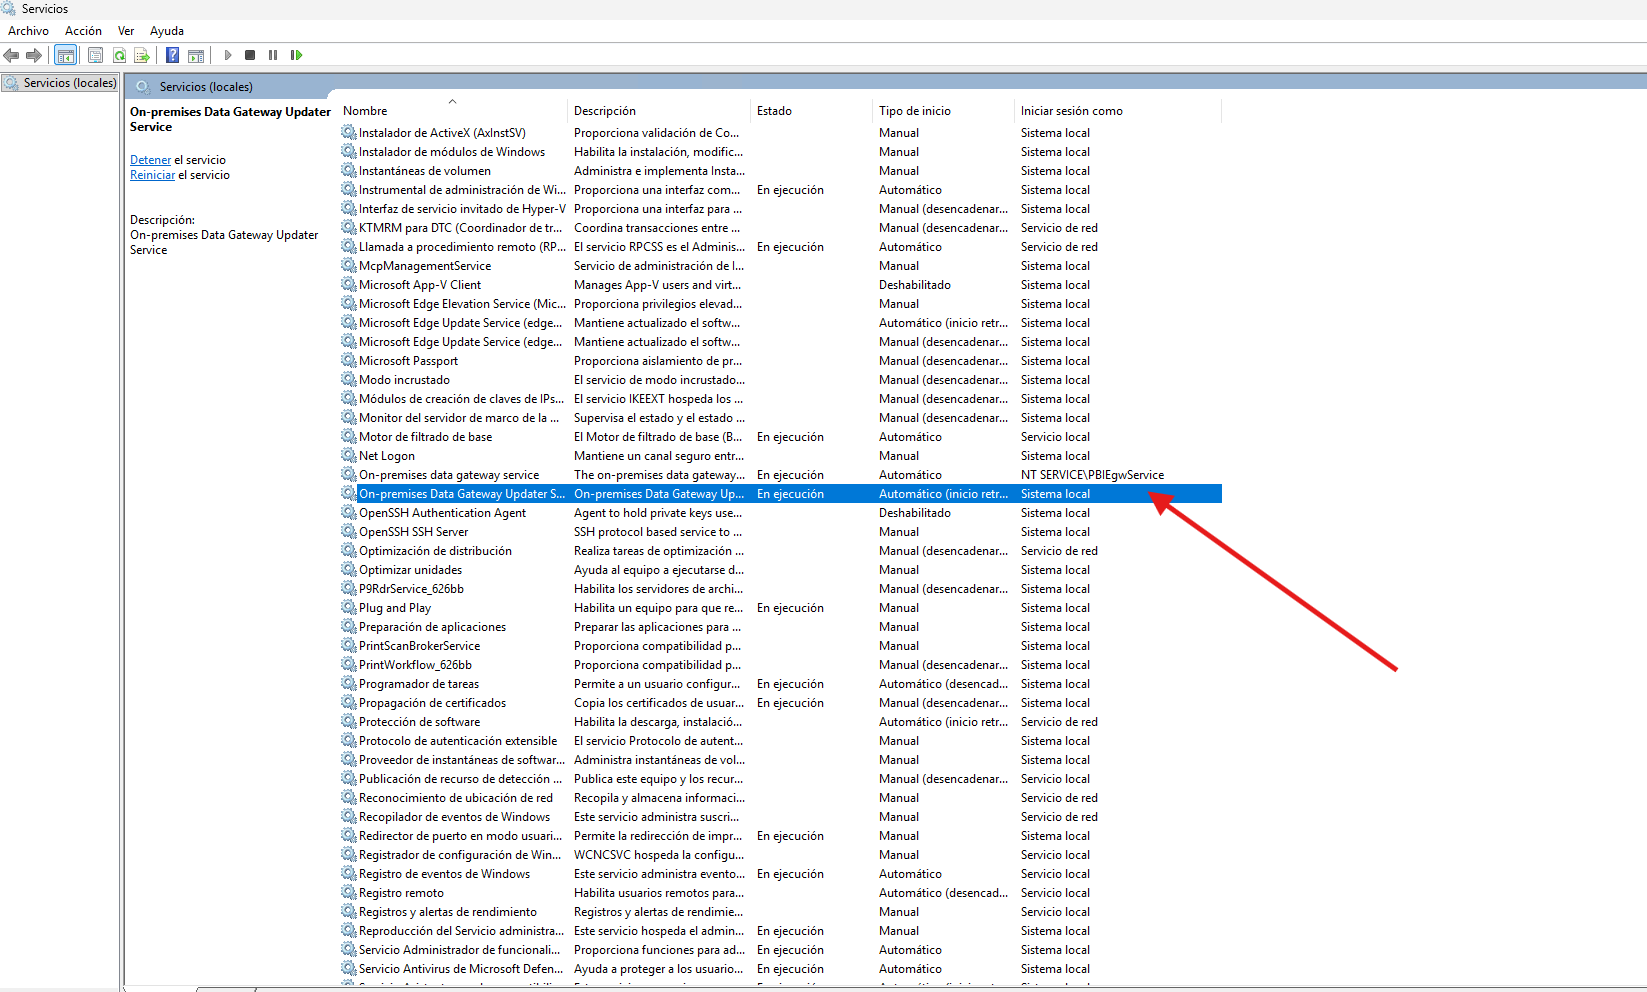 Servicios
Archivo Acción Ver Ayuda
Servicios (locales)
Servicios (locales)
On-premises Data Gateway Updater
Service
Detener el servicio
Reiniciar el servicio
Descripción:
On-premises Data Gateway Updater
Service
Nombre Descripción Estado Tipo de inicio Iniciar sesión como
Instalador de ActiveX (AxInstSV) Proporciona validación de Co... Manual Sistema local
Instalador de módulos de Windows Habilita la instalación, modific... Manual Sistema local
Instantáneas de volumen Administra e implementa Insta... Manual Sistema local
Instrumental de administración de Wi... Proporciona una interfaz com... En ejecución Automático Sistema local
Interfaz de servicio invitado de Hyper-V Proporciona una interfaz para ... Manual (desencadenar... Sistema local
KTMRM para DTC (Coordinador de tr... Coordina transacciones entre ... Manual (desencadenar... Servicio de red
Llamada a procedimiento remoto (RP... El servicio RPCSS es el Adminis... En ejecución Automático Servicio de red
McpManagementService Servicio de administración de l... Manual Sistema local
Microsoft App-V Client Manages App-V users and virt... Deshabilitado Sistema local
Microsoft Edge Elevation Service (Mic... Proporciona privilegios elevad... Manual Sistema local
Microsoft Edge Update Service (edge... Mantiene actualizado el softw... Automático (inicio retr... Sistema local
Microsoft Edge Update Service (edge... Mantiene actualizado el softw... Manual (desencadenar... Sistema local
Microsoft Passport Proporciona aislamiento de pr... Manual (desencadenar... Sistema local
Modo incrustado El servicio de modo incrustado... Manual (desencadenar... Sistema local
Módulos de creación de claves de IPs... El servicio IKEEXT hospeda los ... Manual (desencadenar... Sistema local
Monitor del servidor de marco de la ... Supervisa el estado y el estado ... Manual (desencadenar... Sistema local
Motor de filtrado de base El Motor de filtrado de base (B... En ejecución Automático Servicio local
Net Logon Mantiene un canal seguro entr... Manual Sistema local
On-premises data gateway service The on-premises data gateway... En ejecución Automático NT SERVICE\PBIEgwService
On-premises Data Gateway Updater S... On-premises Data Gateway Up... En ejecución Automático (inicio retr... Sistema local
OpenSSH Authentication Agent Agent to hold private keys use... Deshabilitado Sistema local
OpenSSH SSH Server SSH protocol based service to ... Manual Sistema local
Optimización de distribución Realiza tareas de optimización ... Manual (desencadenar... Servicio de red
Optimizar unidades Ayuda al equipo a ejecutarse d... Manual Sistema local
P9RdrService_626bb Habilita los servidores de archi... Manual (desencadenar... Sistema local
Plug and Play Habilita un equipo para que re... En ejecución Manual Sistema local
Preparación de aplicaciones Preparar las aplicaciones para ... Manual Sistema local
PrintScanBrokerService Proporciona compatibilidad p... Manual Sistema local
PrintWorkflow_626bb Proporciona compatibilidad p... Manual (desencadenar... Sistema local
Programador de tareas Permite a un usuario configur... En ejecución Automático (desencad... Sistema local
Propagación de certificados Copia los certificados de usuar... En ejecución Manual (desencadenar... Sistema local
Protección de software Habilita la descarga, instalació... Automático (inicio retr... Servicio de red
Protocolo de autenticación extensible El servicio Protocolo de autent... Manual Sistema local
Proveedor de instantáneas de softwar... Administra instantáneas de vol... Manual Sistema local
Publicación de recurso de detección ... Publica este equipo y los recur... Manual (desencadenar... Servicio local
Reconocimiento de ubicación de red Recopila y almacena informaci... Manual Servicio de red
Recopilador de eventos de Windows Este servicio administra suscri... Manual Servicio de red
Redirector de puerto en modo usuari... Permite la redirección de impr... En ejecución Manual Sistema local
Registrador de configuración de Win... WCNCSVC hospeda la configu... Manual Servicio local
Registro de eventos de Windows Este servicio administra evento... En ejecución Automático Servicio local
Registro remoto Habilita usuarios remotos para... Automático (desencad... Servicio local
Registros y alertas de rendimiento Registros y alertas de rendimie... Manual Servicio local
Reproducción del Servicio administra... Este servicio hospeda el admin... En ejecución Manual Sistema local
Servicio Administrador de funcionali... Proporciona funciones para ad... En ejecución Automático Sistema local
Servicio Antivirus de Microsoft Defen... Ayuda a proteger a los usuario... En ejecución Automático Sistema local